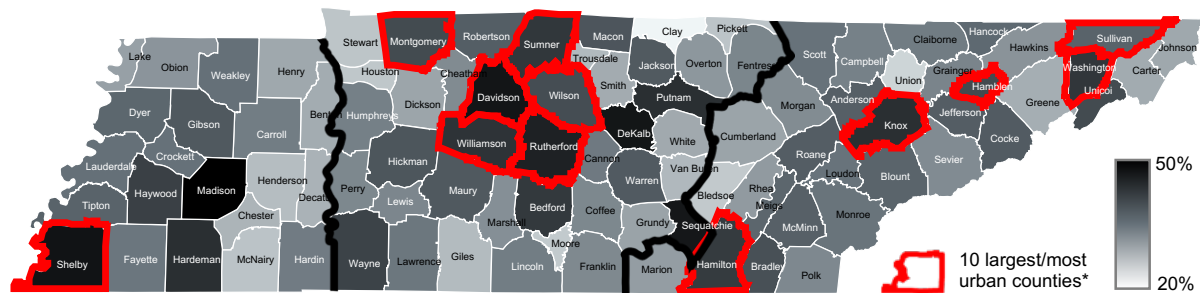 Stewart
Montgomery
Robertson
Sumner
Macon
Clay
Pickett
Scott
Claiborne
Hancock
Sullivan
Johnson
Lake
Obion
Weakley
Henry
Houston
Cheatham
Trousdale
Jackson
Overton
Fentress
Campbell
Union
Grainger
Hawkins
Washington
Carter
Dickson
Davidson
Wilson
Smith
Putnam
Morgan
Anderson
Hamblen
Unicoi
Dyer
Gibson
Carroll
Benton
Humphreys
Williamson
Rutherford
DeKalb
White
Cumberland
Knox
Jefferson
Greene
Cocke
Lauderdale
Crockett
Madison
Henderson
Decatur
Perry
Hickman
Maury
Cannon
Warren
Van Buren
Bledsoe
Rhea
Roane
Loudon
Blount
Sevier
Haywood
Tipton
Chester
Lewis
Marshall
Bedford
Coffee
Grundy
Sequatchie
Meigs
McMinn
Monroe
Shelby
Fayette
Hardeman
McNairy
Hardin
Wayne
Lawrence
Giles
Lincoln
Moore
Franklin
Marion
Hamilton
Bradley
Polk
10 largest/most
urban counties*
50%
20%